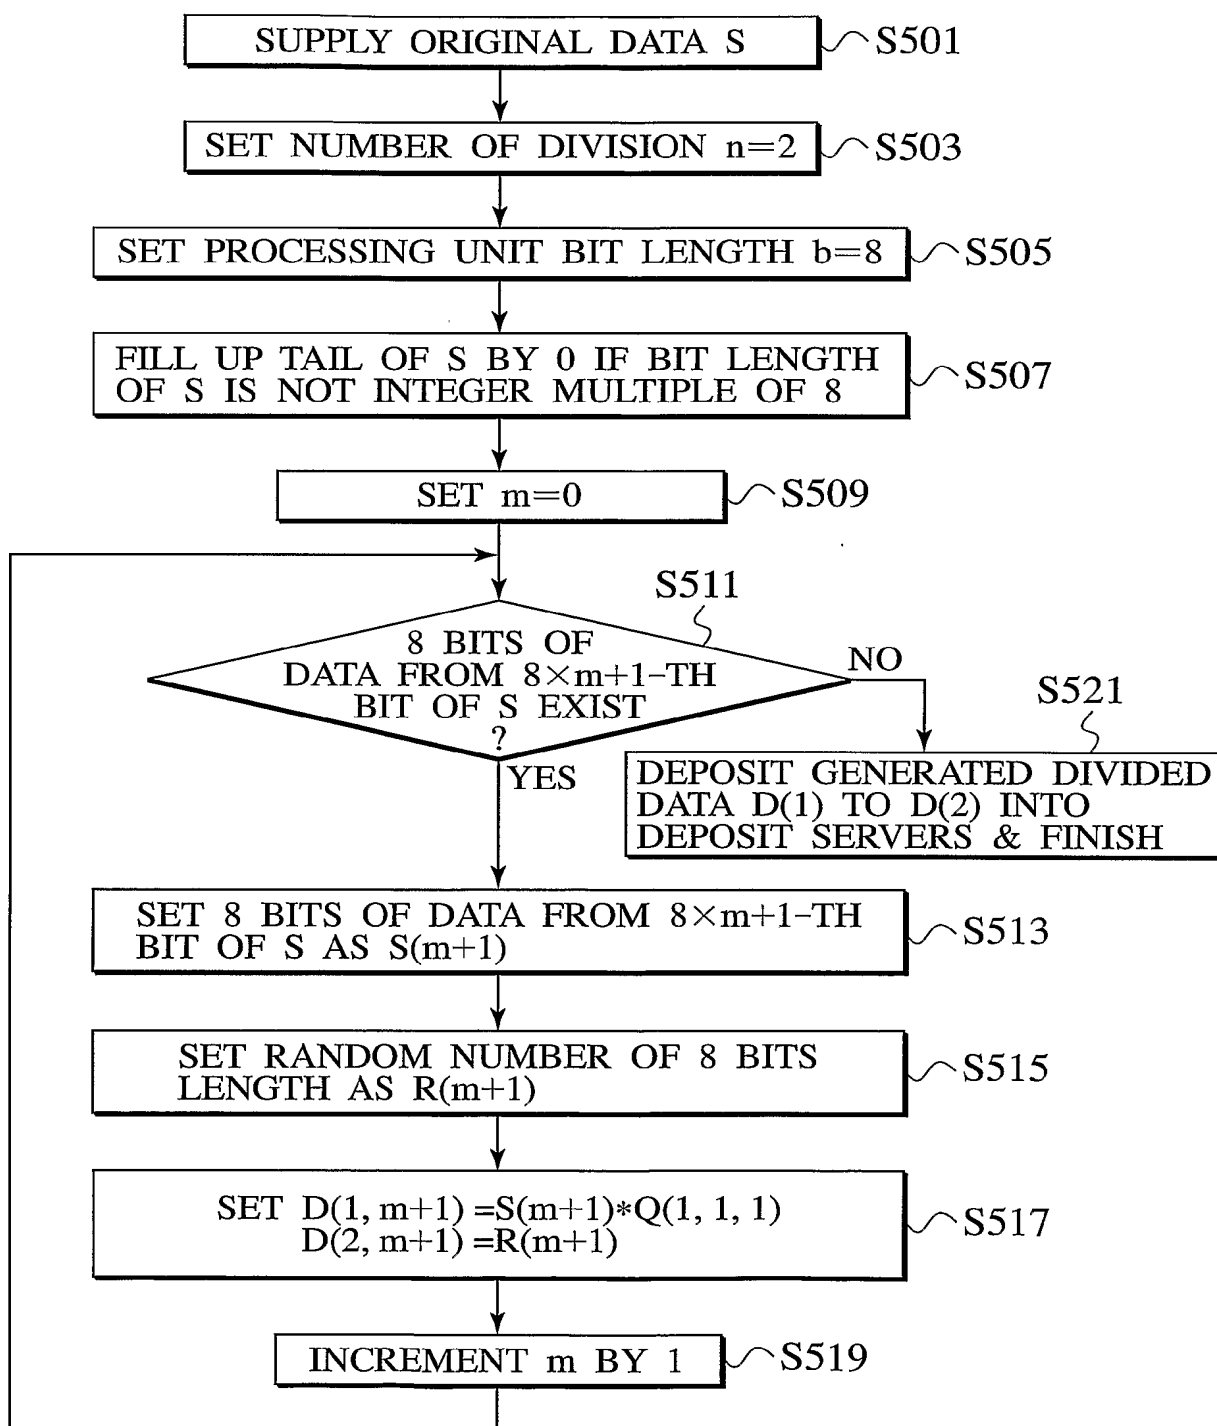 SUPPLY ORIGINAL DATA S
S501
SET NUMBER OF DIVISION n=2
S503
SET PROCESSING UNIT BIT LENGTH b=8
S505
FILL UP TAIL OF S BY 0 IF BIT LENGTH
OF S IS NOT INTEGER MULTIPLE OF 8
S507
SET m=0
S509
S511
8 BITS OF
DATA FROM 8×m+1-TH
BIT OF S EXIST
?
NO
YES
S521
DEPOSIT GENERATED DIVIDED
DATA D(1) TO D(2) INTO
DEPOSIT SERVERS & FINISH
SET 8 BITS OF DATA FROM 8×m+1-TH
BIT OF S AS S(m+1)
S513
SET RANDOM NUMBER OF 8 BITS
LENGTH AS R(m+1)
S515
SET D(1, m+1) =S(m+1)*Q(1, 1, 1)
D(2, m+1) =R(m+1)
S517
INCREMENT m BY 1
S519